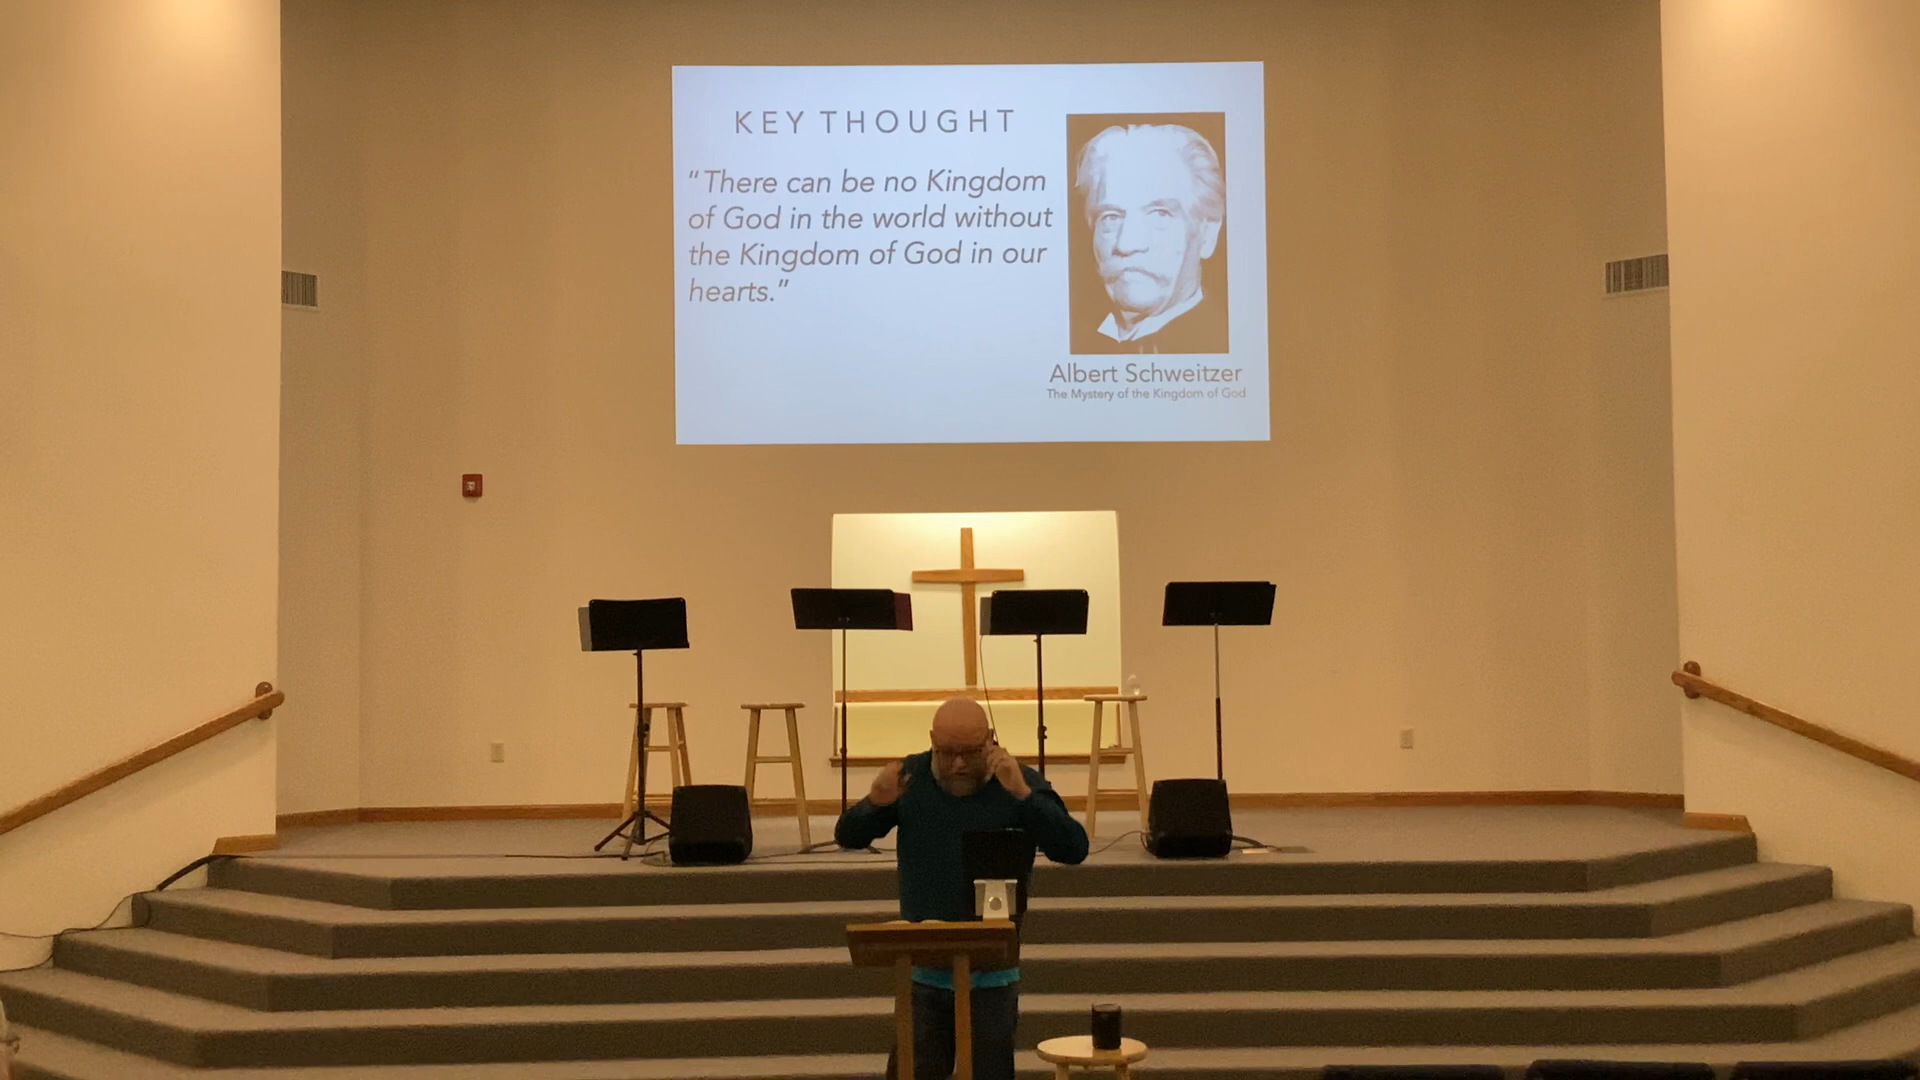 KEY THOUGHT
“There can be no Kingdom
of God in the world without
the Kingdom of God in our
hearts.”
Albert Schweitzer
The Mystery of the Kingdom of God